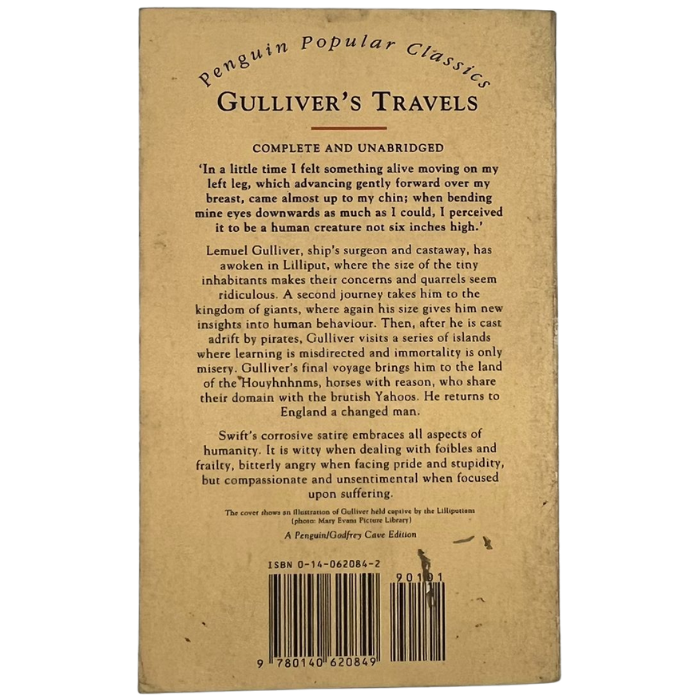 Penguin Popular Classics
GULLIVER'S TRAVELS
COMPLETE AND UNABRIDGED
'In a little time I felt something alive moving on my
left leg, which advancing gently forward over my
breast, came almost up to my chin; when bending
mine eyes downwards as much as I could, I perceived
it to be a human creature not six inches high.'
Lemuel Gulliver, ship's surgeon and castaway, has
awoken in Lilliput, where the size of the tiny
inhabitants makes their concerns and quarrels seem
ridiculous. A second journey takes him to the
kingdom of giants, where again his size gives him new
insights into human behaviour. Then, after he is cast
adrift by pirates, Gulliver visits a series of islands
where learning is misdirected and immortality is only
misery. Gulliver's final voyage brings him to the land
of the Houyhnhnms, horses with reason, who share
their domain with the brutish Yahoos. He returns to
England a changed man.
Swift's corrosive satire embraces all aspects of
humanity. It is witty when dealing with foibles and
frailty, bitterly angry when facing pride and stupidity,
but compassionate and unsentimental when focused
upon suffering.
The cover shows an illustration of Gulliver held captive by the Lilliputians
(photo: Mary Evans Picture Library)
A Penguin/Godfrey Cave Edition
ISBN 0-14-062084-2
90101
9 780140 620849